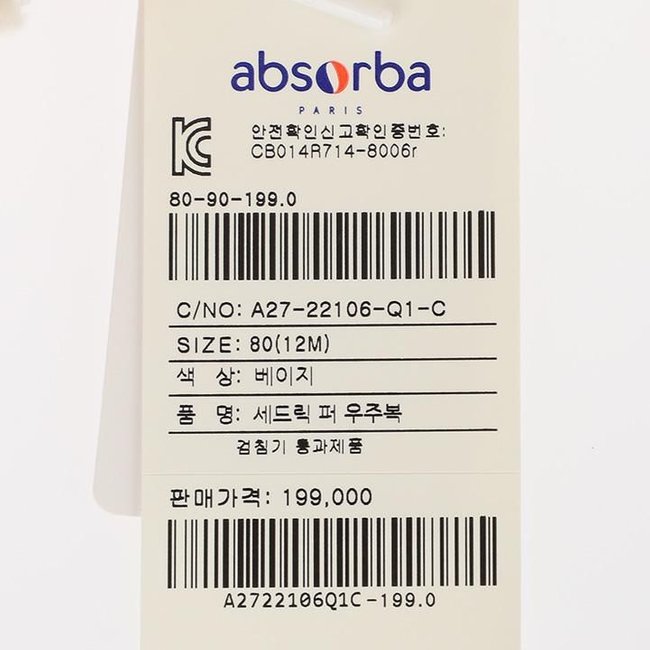 absorba
PARIS
KC
안전확인신고확인증번호:
CB014R714-8006r
80-90-199.0
C/NO: A27-22106-Q1-C
SIZE: 80(12M)
색 상: 베이지
품 명: 세드릭 퍼 우주복
검침기 통과제품
판매가격: 199,000
A2722106Q1C-199.0